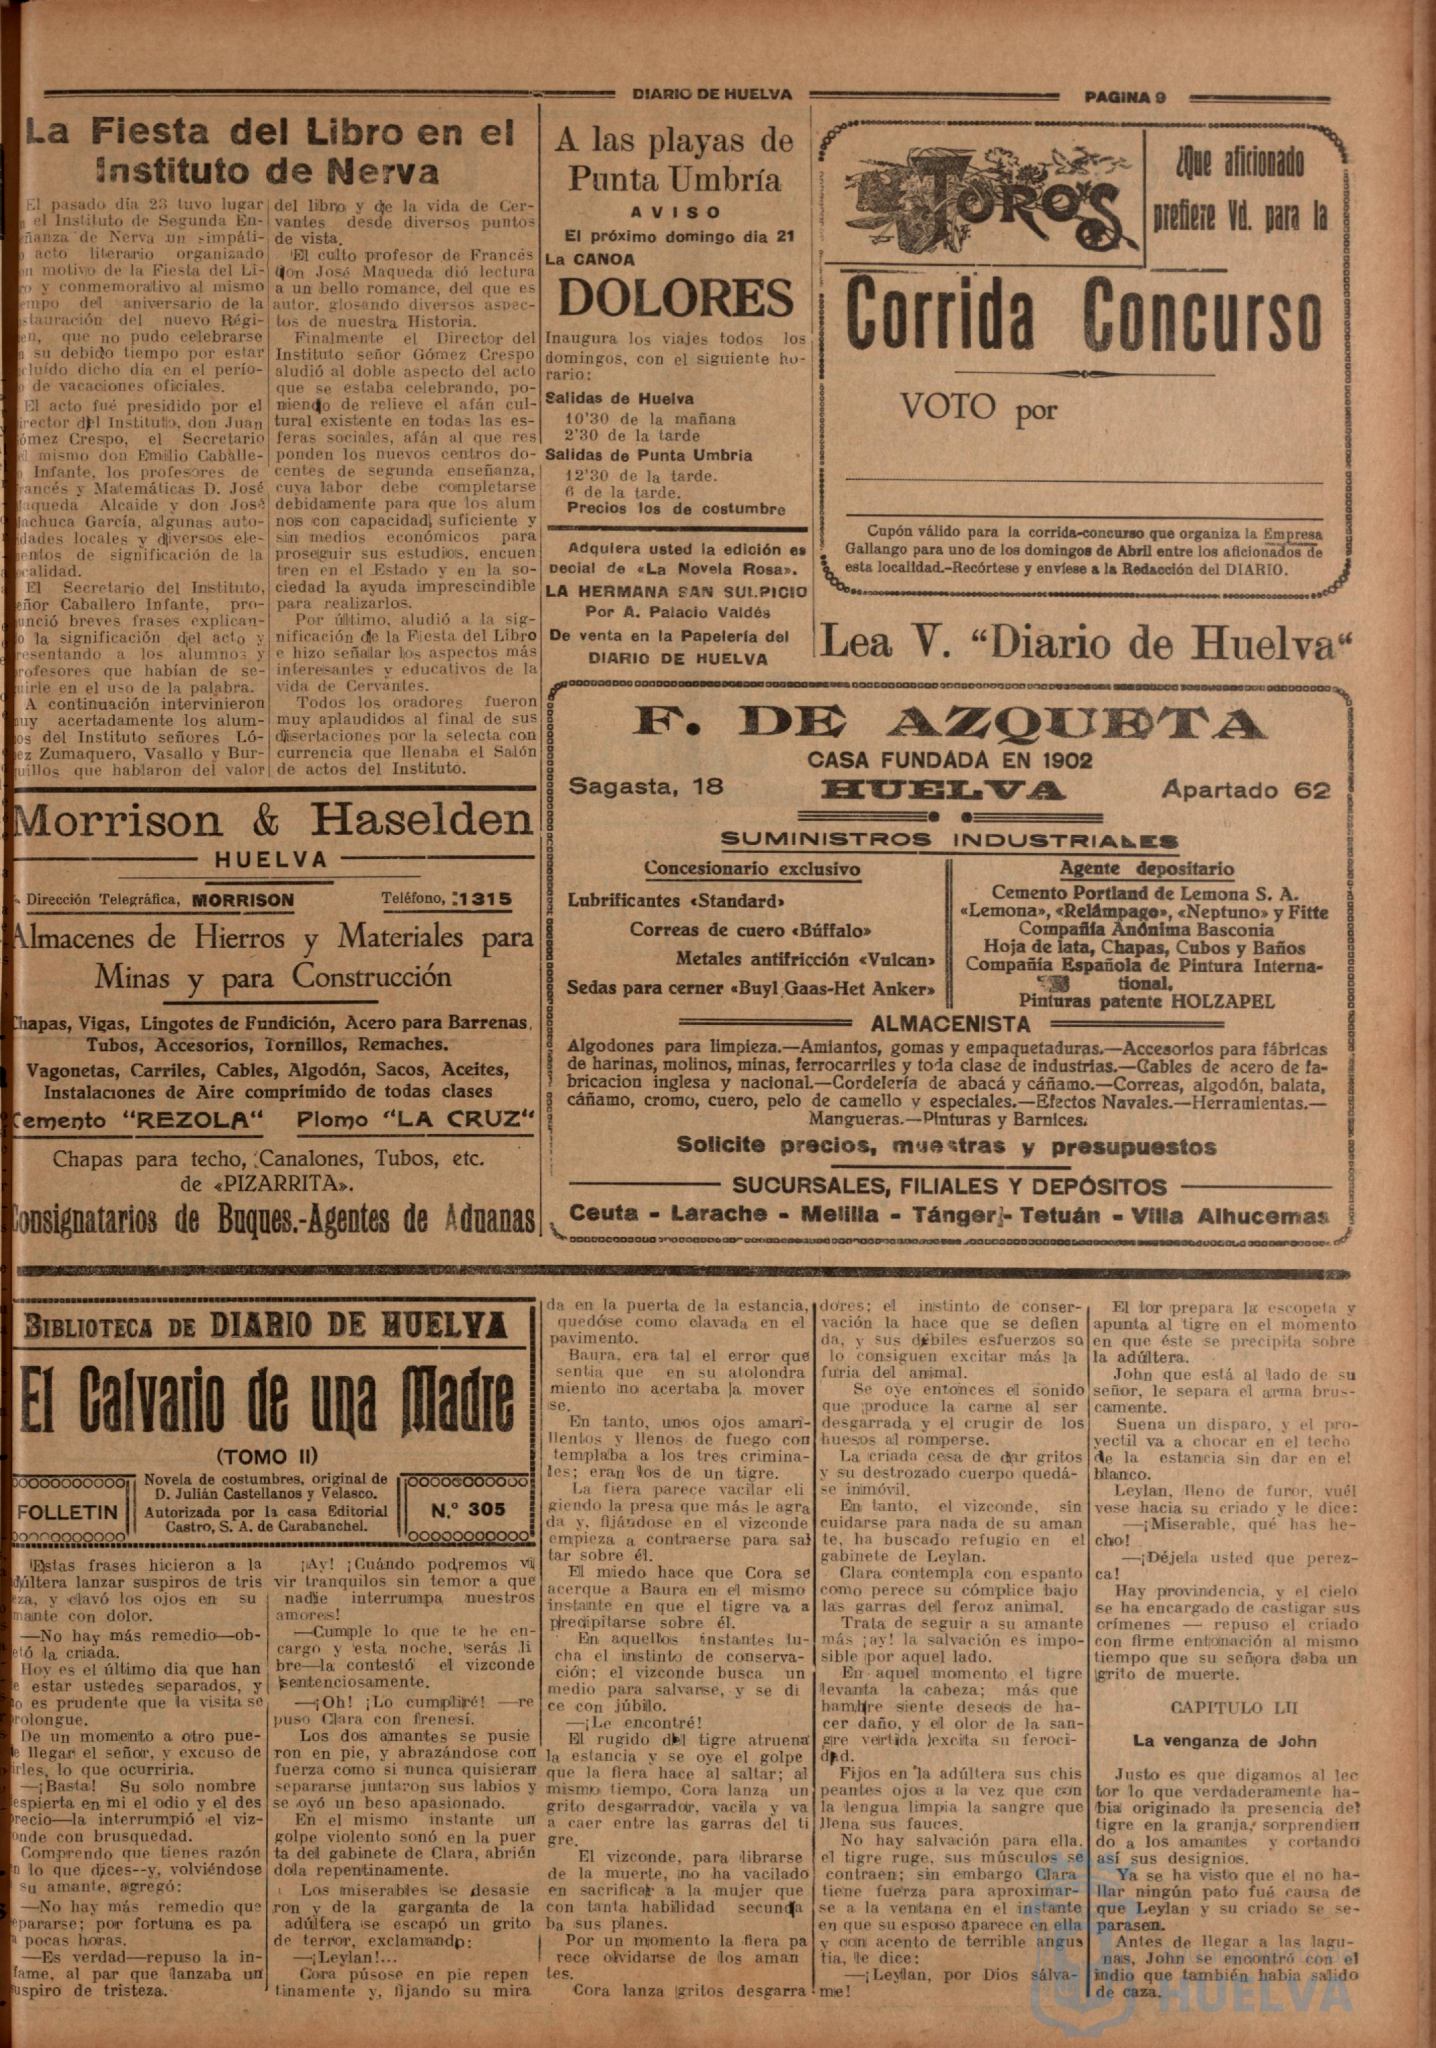 DIARIO DE HUELVA
PAGINA 9
La Fiesta del Libro en el
Instituto de Nerva
El pasado día 23 tuvo lugar
el Instituto de Segunda En-
ñanza de Nerva un simpáti-
acto literario organizado
motivo de la Fiesta del Li-
o y conmemorativo al mismo
empo del aniversario de la
stauración del nuevo Régi-
en, que no pudo celebrarse
su debido tiempo por estar
cluído dicho día en el perío-
o de vacaciones oficiales.
El acto fué presidido por el
irector del Instituto, don Juan
ómez Crespo, el Secretario
el mismo don Emilio Caballe-
o Infante, los profesores de
rancés y Matemáticas D. José
aqueda Alcaide y don José
achuca García, algunas auto-
idades locales y diversos ele-
entos de significación de la
calidad.
El Secretario del Instituto,
eñor Caballero Infante, pro-
unció breves frases explican-
o la significación del acto y
resentando a los alumnos y
rofesores que habían de se-
uirle en el uso de la palabra.
A continuación intervinieron
uy acertadamente los alum-
os del Instituto señores Ló-
ez Zumaquero, Vasallo y Bur-
uillos que hablaron del valor
del libro y de la vida de Cer-
vantes desde diversos puntos
de vista.
El culto profesor de Francés
don José Maqueda dió lectura
a un bello romance, del que es
autor, glosando diversos aspec-
tos de nuestra Historia.
Finalmente el Director del
Instituto señor Gómez Crespo
aludió al doble aspecto del acto
que se estaba celebrando, po-
niendo de relieve el afán cul-
tural existente en todas las es-
feras sociales, afán al que res
ponden los nuevos centros do-
centes de segunda enseñanza,
cuya labor debe completarse
debidamente para que los alum
nos con capacidad suficiente y
sin medios económicos para
proseguir sus estudios, encuen
tren en el Estado y en la so-
ciedad la ayuda imprescindible
para realizarlos.
Por último, aludió a la sig-
nificación de la Fiesta del Libro
e hizo señalar los aspectos más
interesantes y educativos de la
vida de Cervantes.
Todos los oradores fueron
muy aplaudidos al final de sus
disertaciones por la selecta con
currencia que llenaba el Salón
de actos del Instituto.
A las playas de
Punta Umbría
AVISO
El próximo domingo dia 21
La CANOA
DOLORES
Inaugura los viajes todos los
domingos, con el siguiente ho-
rario:
Salidas de Huelva
10'30 de la mañana
2'30 de la tarde
Salidas de Punta Umbria
12'30 de la tarde.
6 de la tarde.
Precios los de costumbre
Adquiera usted la edición es
pecial de «La Novela Rosa».
LA HERMANA SAN SULPICIO
Por A. Palacio Valdés
De venta en la Papelería del
DIARIO DE HUELVA
TOROS
¿Que aficionado
prefiere Vd. para la
Corrida Concurso
VOTO por
Cupón válido para la corrida-concurso que organiza la Empresa
Gallango para uno de los domingos de Abril entre los aficionados de
esta localidad.-Recórtese y envíese a la Redacción del DIARIO.
Lea V. "Diario de Huelva"
Morrison & Haselden
HUELVA
Dirección Telegráfica, MORRISON
Teléfono, 1315
Almacenes de Hierros y Materiales para
Minas y para Construcción
Chapas, Vigas, Lingotes de Fundición, Acero para Barrenas,
Tubos, Accesorios, Tornillos, Remaches.
Vagonetas, Carriles, Cables, Algodón, Sacos, Aceites,
Instalaciones de Aire comprimido de todas clases
Cemento "REZOLA" Plomo "LA CRUZ"
Chapas para techo, Canalones, Tubos, etc.
de «PIZARRITA».
Consignatarios de Buques.-Agentes de Aduanas
F. DE AZQUETA
CASA FUNDADA EN 1902
Sagasta, 18 HUELVA Apartado 62
SUMINISTROS INDUSTRIALES
Concesionario exclusivo
Lubrificantes «Standard»
Correas de cuero «Búffalo»
Metales antifricción «Vulcan»
Sedas para cerner «Buyl Gaas-Het Anker»
Agente depositario
Cemento Portland de Lemona S. A.
«Lemona», «Relámpago», «Neptuno» y Fitte
Compañía Anónima Basconia
Hoja de lata, Chapas, Cubos y Baños
Compañía Española de Pintura Interna-
tional.
Pinturas patente HOLZAPEL
ALMACENISTA
Algodones para limpieza.—Amiantos, gomas y empaquetaduras.—Accesorios para fábricas
de harinas, molinos, minas, ferrocarriles y toda clase de industrias.—Cables de acero de fa-
bricacion inglesa y nacional.—Cordelería de abacá y cáñamo.—Correas, algodón, balata,
cáñamo, cromo, cuero, pelo de camello y especiales.—Efectos Navales.—Herramientas.—
Mangueras.—Pinturas y Barnices.
Solicite precios, muestras y presupuestos
SUCURSALES, FILIALES Y DEPÓSITOS
Ceuta - Larache - Melilla - Tánger - Tetuán - Villa Alhucemas
BIBLIOTECA DE DIARIO DE HUELVA
El Calvario de una Madre
(TOMO II)
FOLLETIN
Novela de costumbres, original de
D. Julián Castellanos y Velasco.
Autorizada por la casa Editorial
Castro, S. A. de Carabanchel.
N.º 305
Estas frases hicieron a la
dúltera lanzar suspiros de tris
eza, y clavó los ojos en su
mante con dolor.
—No hay más remedio—ob-
etó la criada.
Hoy es el último dia que han
e estar ustedes separados, y
o es prudente que la visita se
rolongue.
De un momento a otro pue-
e llegar el señor, y excuso de
irles, lo que ocurriría.
—¡Basta! Su solo nombre
espierta en mi el odio y el des
recio—la interrumpió el viz-
onde con brusquedad.
Comprendo que tienes razón
n lo que dices--y, volviéndose
su amante, agregó:
—No hay más remedio que
epararse; por fortuna es pa
a pocas horas.
—Es verdad—repuso la in-
fame, al par que lanzaba un
suspiro de tristeza.
¡Ay! ¡Cuándo podremos vi
vir tranquilos sin temor a que
nadie interrumpa nuestros
amores!
—Cumple lo que te he en-
cargo y esta noche, serás li
bre—la contestó el vizconde
sentenciosamente.
—¡Oh! ¡Lo cumpliré! —re
puso Clara con frenesí.
Los dos amantes se pusie
ron en pie, y abrazándose con
fuerza como si nunca quisieran
separarse juntaron sus labios y
se oyó un beso apasionado.
En el mismo instante un
golpe violento sonó en la puer
ta del gabinete de Clara, abrién
dola repentinamente.
Los miserables se desasie
ron y de la garganta de la
adúltera se escapó un grito
de terror, exclamando:
—¡Leylan!...
Cora púsose en pie repen
tinamente y, fijando su mira
da en la puerta de la estancia,
quedóse como clavada en el
pavimento.
Baura, era tal el error que
sentia que en su atolondra
miento no acertaba ja mover
se.
En tanto, unos ojos amari-
llentos y llenos de fuego con
templaba a los tres crimina-
les; eran los de un tigre.
La fiera parece vacilar eli
giendo la presa que más le agra
da y, fijándose en el vizconde
empieza a contraerse para sal
tar sobre él.
El miedo hace que Cora se
acerque a Baura en el mismo
instante en que el tigre va a
precipitarse sobre él.
En aquellos instantes lu-
cha el instinto de conserva-
ción; el vizconde busca un
medio para salvarse, y se di
ce con júbilo.
—¡Le encontré!
El rugido del tigre atruena
la estancia y se oye el golpe
que la fiera hace al saltar; al
mismo tiempo, Cora lanza un
grito desgarrador, vacila y va
a caer entre las garras del ti
gre.
El vizconde, para librarse
de la muerte, no ha vacilado
en sacrificar a la mujer que
con tanta habilidad secunda
ba sus planes.
Por un momento la fiera pa
rece olvidarse de los aman
tes.
Cora lanza gritos desgarra
dores; el instinto de conser-
vación la hace que se defien
da, y sus débiles esfuerzos so
lo consiguen excitar más la
furia del animal.
Se oye entonces el sonido
que produce la carne al ser
desgarrada y el crugir de los
huesos al romperse.
La criada cesa de dar gritos
y su destrozado cuerpo quedá-
se inmóvil.
En tanto, el vizconde, sin
cuidarse para nada de su aman
te, ha buscado refugio en el
gabinete de Leylan.
Clara contempla con espanto
como perece su cómplice bajo
las garras del feroz animal.
Trata de seguir a su amante
más ¡ay! la salvación es impo-
sible por aquel lado.
En aquel momento el tigre
levanta la cabeza; más que
hambre siente deseos de ha-
cer daño, y el olor de la san-
gre vertida excita su feroci-
dad.
Fijos en la adúltera sus chis
peantes ojos a la vez que con
la lengua limpia la sangre que
llena sus fauces.
No hay salvación para ella.
el tigre ruge, sus músculos se
contraen; sin embargo Clara
tiene fuerza para aproximar-
se a la ventana en el instante
en que su esposo aparece en ella
y con acento de terrible angus
tia, le dice:
—¡Leylan, por Dios sálva-
me!
El lor prepara la escopeta y
apunta al tigre en el momento
en que éste se precipita sobre
la adúltera.
John que está al lado de su
señor, le separa el arma brus-
camente.
Suena un disparo, y el pro-
yectil va a chocar en el techo
de la estancia sin dar en el
blanco.
Leylan, lleno de furor, vuél
vese hacia su criado y le dice:
—¡Miserable, qué has he-
cho!
—¡Déjela usted que perez-
ca!
Hay provindencia, y el cielo
se ha encargado de castigar sus
crímenes — repuso el criado
con firme entonación al mismo
tiempo que su señora daba un
grito de muerte.
CAPITULO LII
La venganza de John
Justo es que digamos al lec
tor lo que verdaderamente ha-
bia originado la presencia del
tigre en la granja, sorprendien
do a los amantes y cortando
así sus designios.
Ya se ha visto que el no ha-
llar ningún pato fué causa de
que Leylan y su criado se se-
parasen.
Antes de llegar a las lagu-
nas, John se encontró con el
indio que también habia salido
de caza.
HUELVA